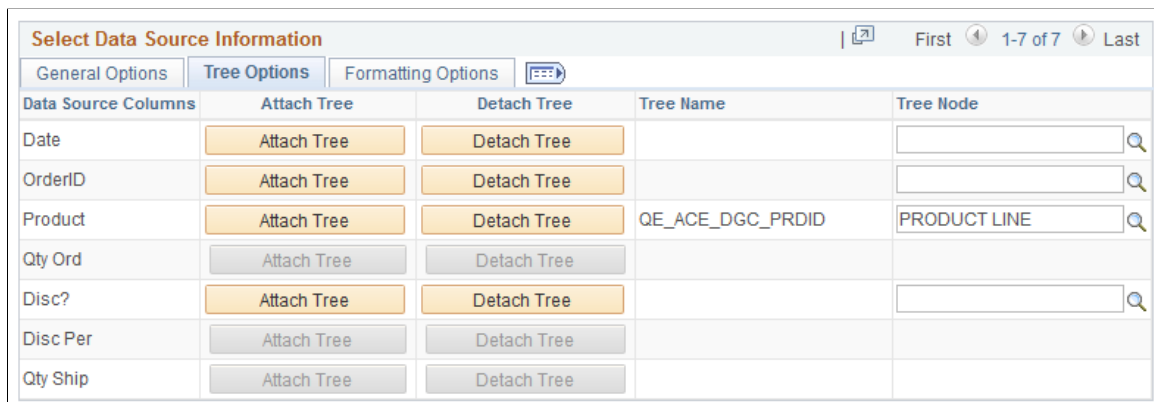 Select Data Source Information | First 1-7 of 7 Last
General Options Tree Options Formatting Options
Data Source Columns Attach Tree Detach Tree Tree Name Tree Node
Date Attach Tree Detach Tree
OrderID Attach Tree Detach Tree
Product Attach Tree Detach Tree QE_ACE_DGC_PRDID PRODUCT LINE
Qty Ord Attach Tree Detach Tree
Disc? Attach Tree Detach Tree
Disc Per Attach Tree Detach Tree
Qty Ship Attach Tree Detach Tree